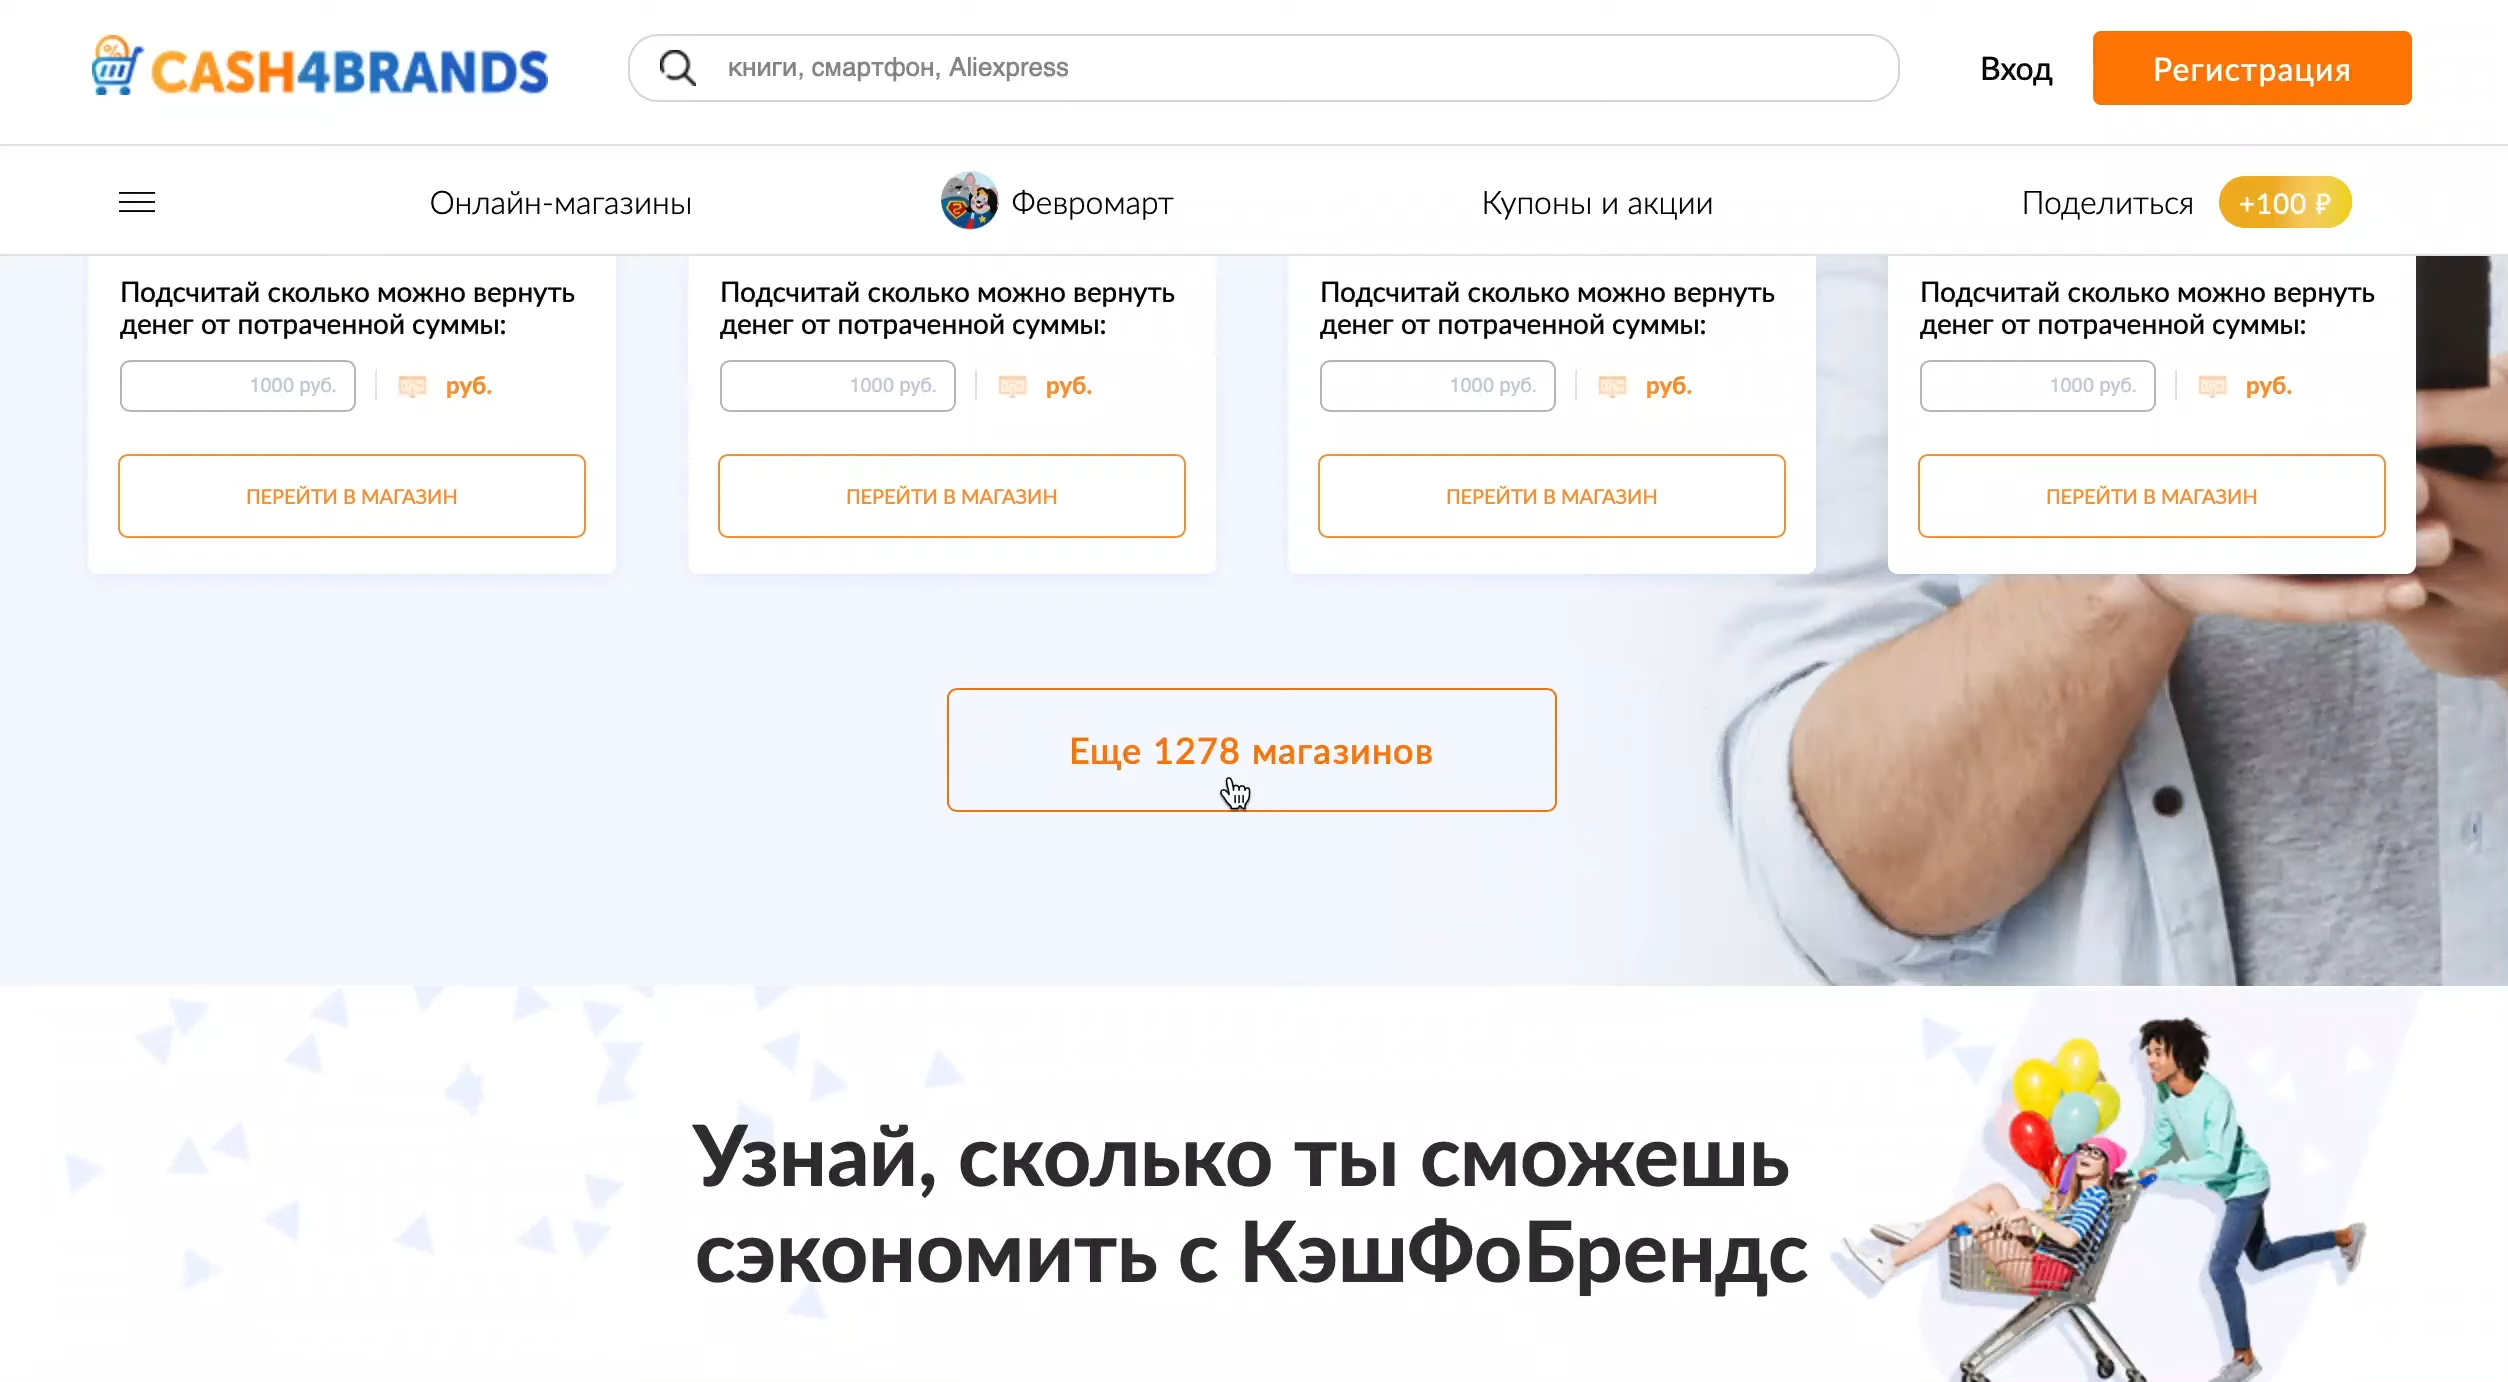 CASH4BRANDS
книги, смартфон, Aliexpress
Вход
Регистрация
Онлайн-магазины
Февромарт
Купоны и акции
Поделиться
+100 ₽
Подсчитай сколько можно вернуть
денег от потраченной суммы:
1000 руб.
руб.
ПЕРЕЙТИ В МАГАЗИН
Подсчитай сколько можно вернуть
денег от потраченной суммы:
1000 руб.
руб.
ПЕРЕЙТИ В МАГАЗИН
Подсчитай сколько можно вернуть
денег от потраченной суммы:
1000 руб.
руб.
ПЕРЕЙТИ В МАГАЗИН
Подсчитай сколько можно вернуть
денег от потраченной суммы:
1000 руб.
руб.
ПЕРЕЙТИ В МАГАЗИН
Еще 1278 магазинов
Узнай, сколько ты сможешь
сэкономить с КэшФоБрендс